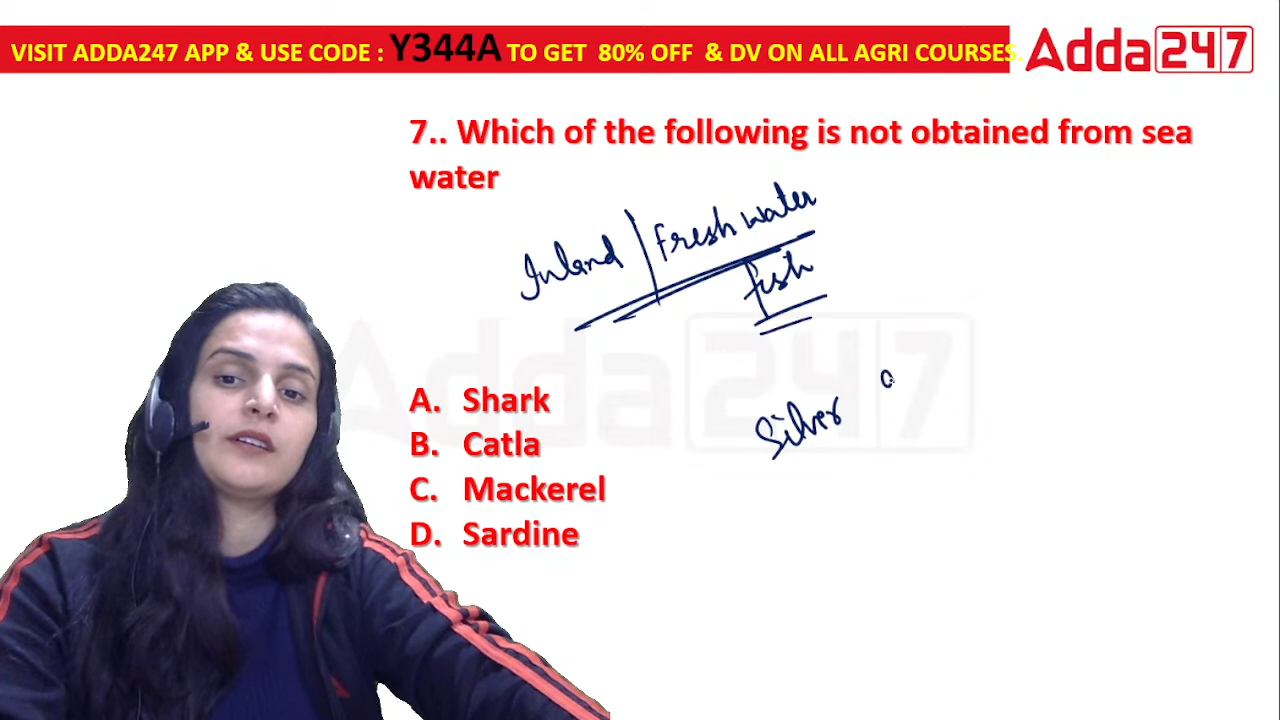 VISIT ADDA247 APP & USE CODE : Y344A TO GET 80% OFF & DV ON ALL AGRI COURSES.
Adda247
7.. Which of the following is not obtained from sea
water
Inland / Fresh water
fish
A. Shark
B. Catla
C. Mackerel
D. Sardine
Silver
Adda247